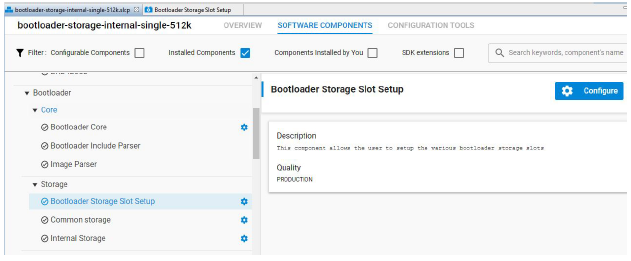 bootloader-storage-internal-single-512k.slcp
Bootloader Storage Slot Setup
bootloader-storage-internal-single-512k
OVERVIEW
SOFTWARE COMPONENTS
CONFIGURATION TOOLS
Filter:
Configurable Components
Installed Components
Components Installed by You
SDK extensions
Search keywords, component's name
Bootloader
Core
Bootloader Core
Bootloader Include Parser
Image Parser
Storage
Bootloader Storage Slot Setup
Common storage
Internal Storage
Bootloader Storage Slot Setup
Configure
Description
This component allows the user to setup the various bootloader storage slots
Quality
PRODUCTION